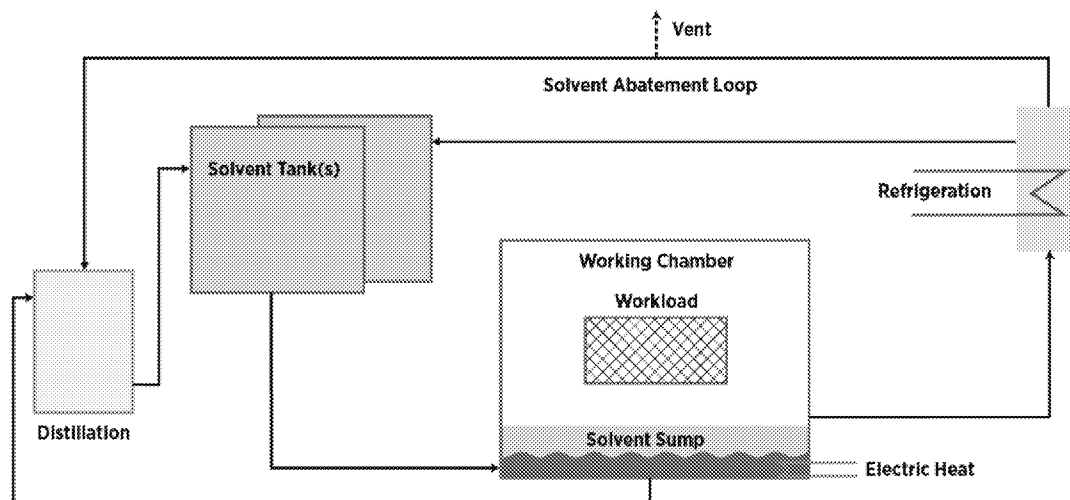 Vent
Solvent Abatement Loop
Solvent Tank(s)
Refrigeration
Working Chamber
Workload
Distillation
Solvent Sump
Electric Heat